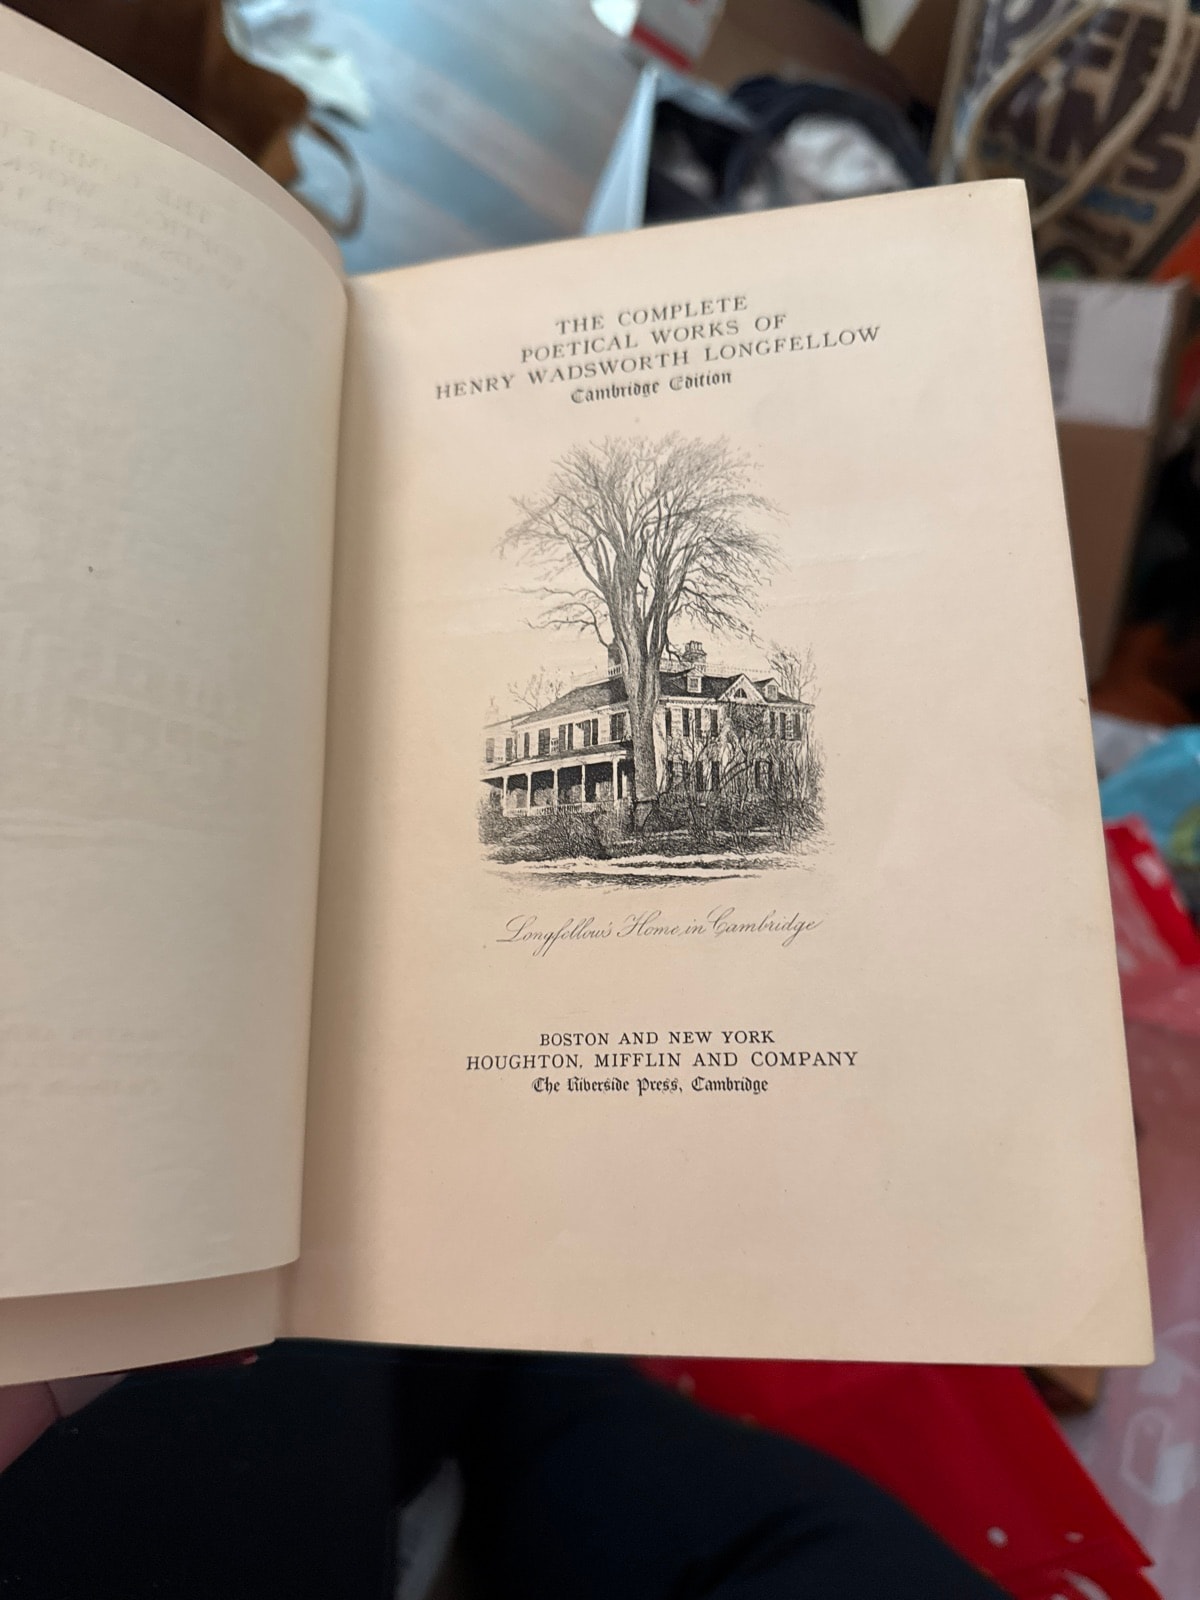 THE COMPLETE
POETICAL WORKS OF
HENRY WADSWORTH LONGFELLOW
Cambridge Edition
Longfellow's Home in Cambridge
BOSTON AND NEW YORK
HOUGHTON, MIFFLIN AND COMPANY
The Riverside Press, Cambridge